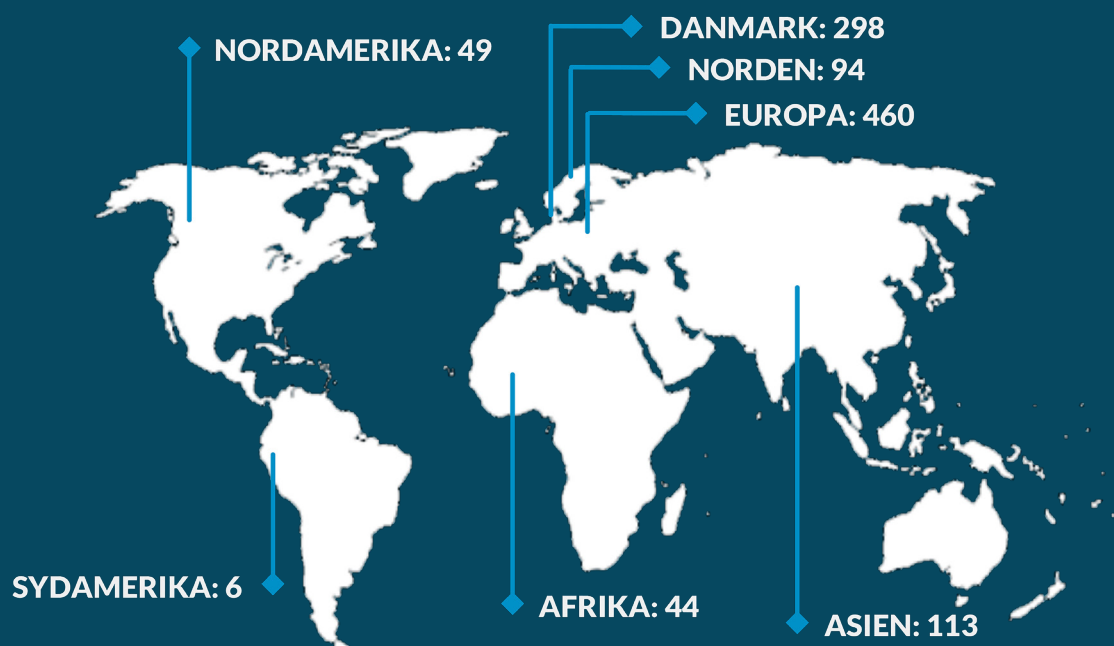 DANMARK: 298
NORDAMERIKA: 49
NORDEN: 94
EUROPA: 460
SYDAMERIKA: 6
AFRIKA: 44
ASIEN: 113